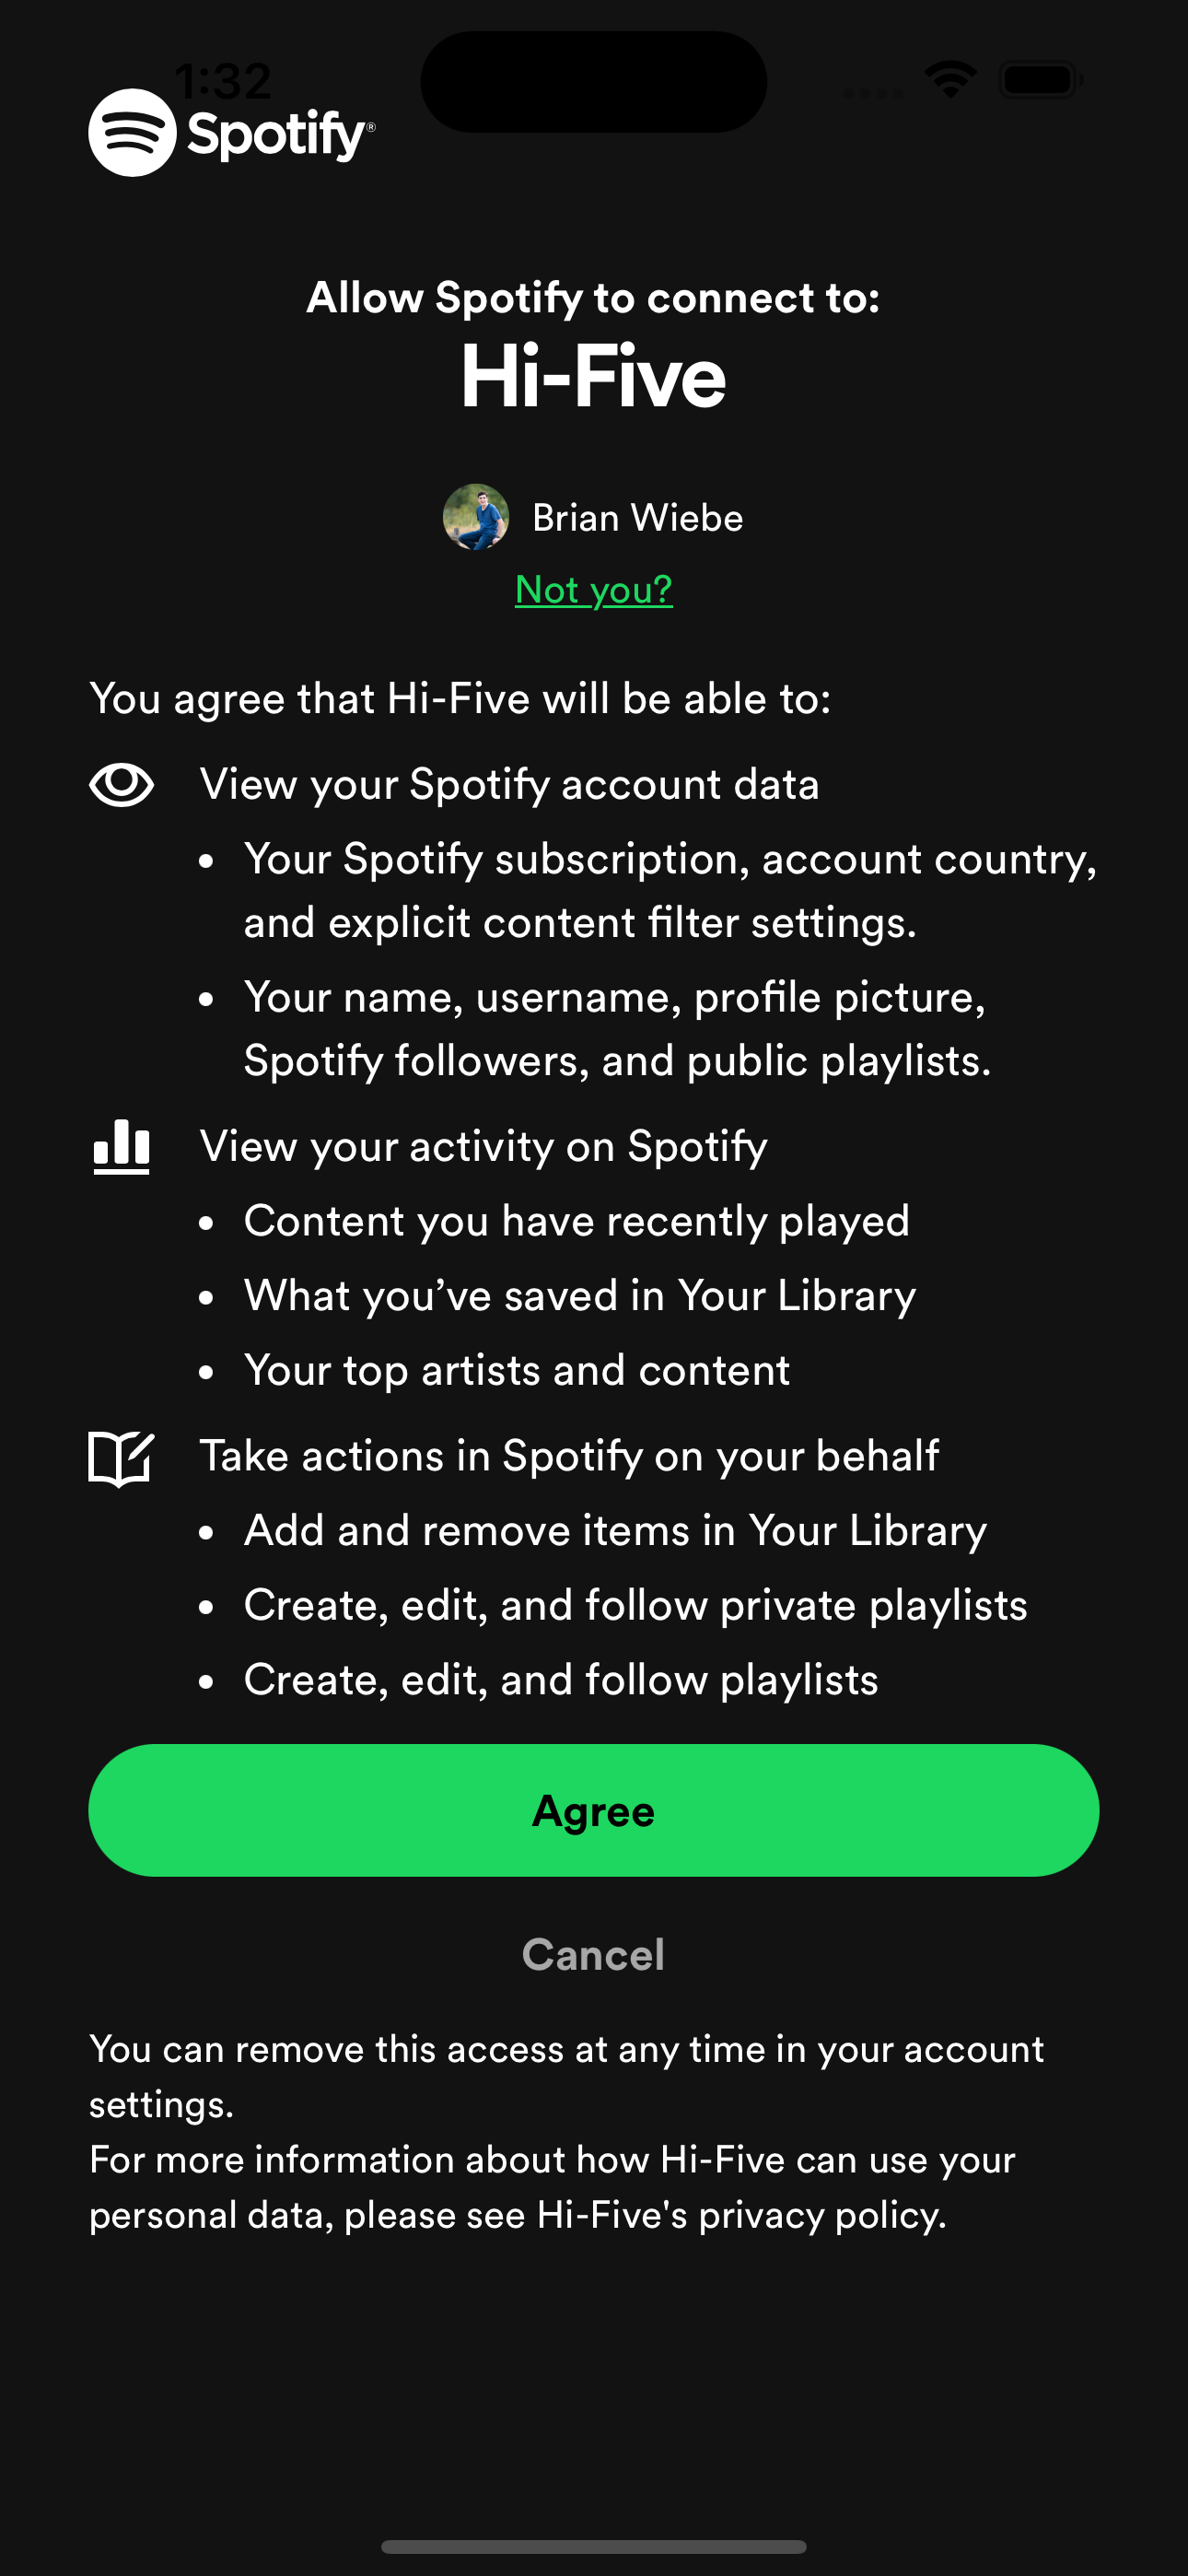 1:32
Spotify®
Allow Spotify to connect to:
Hi-Five
Brian Wiebe
Not you?
You agree that Hi-Five will be able to:
View your Spotify account data
• Your Spotify subscription, account country,
and explicit content filter settings.
• Your name, username, profile picture,
Spotify followers, and public playlists.
View your activity on Spotify
• Content you have recently played
• What you’ve saved in Your Library
• Your top artists and content
Take actions in Spotify on your behalf
• Add and remove items in Your Library
• Create, edit, and follow private playlists
• Create, edit, and follow playlists
Agree
Cancel
You can remove this access at any time in your account
settings.
For more information about how Hi-Five can use your
personal data, please see Hi-Five's privacy policy.